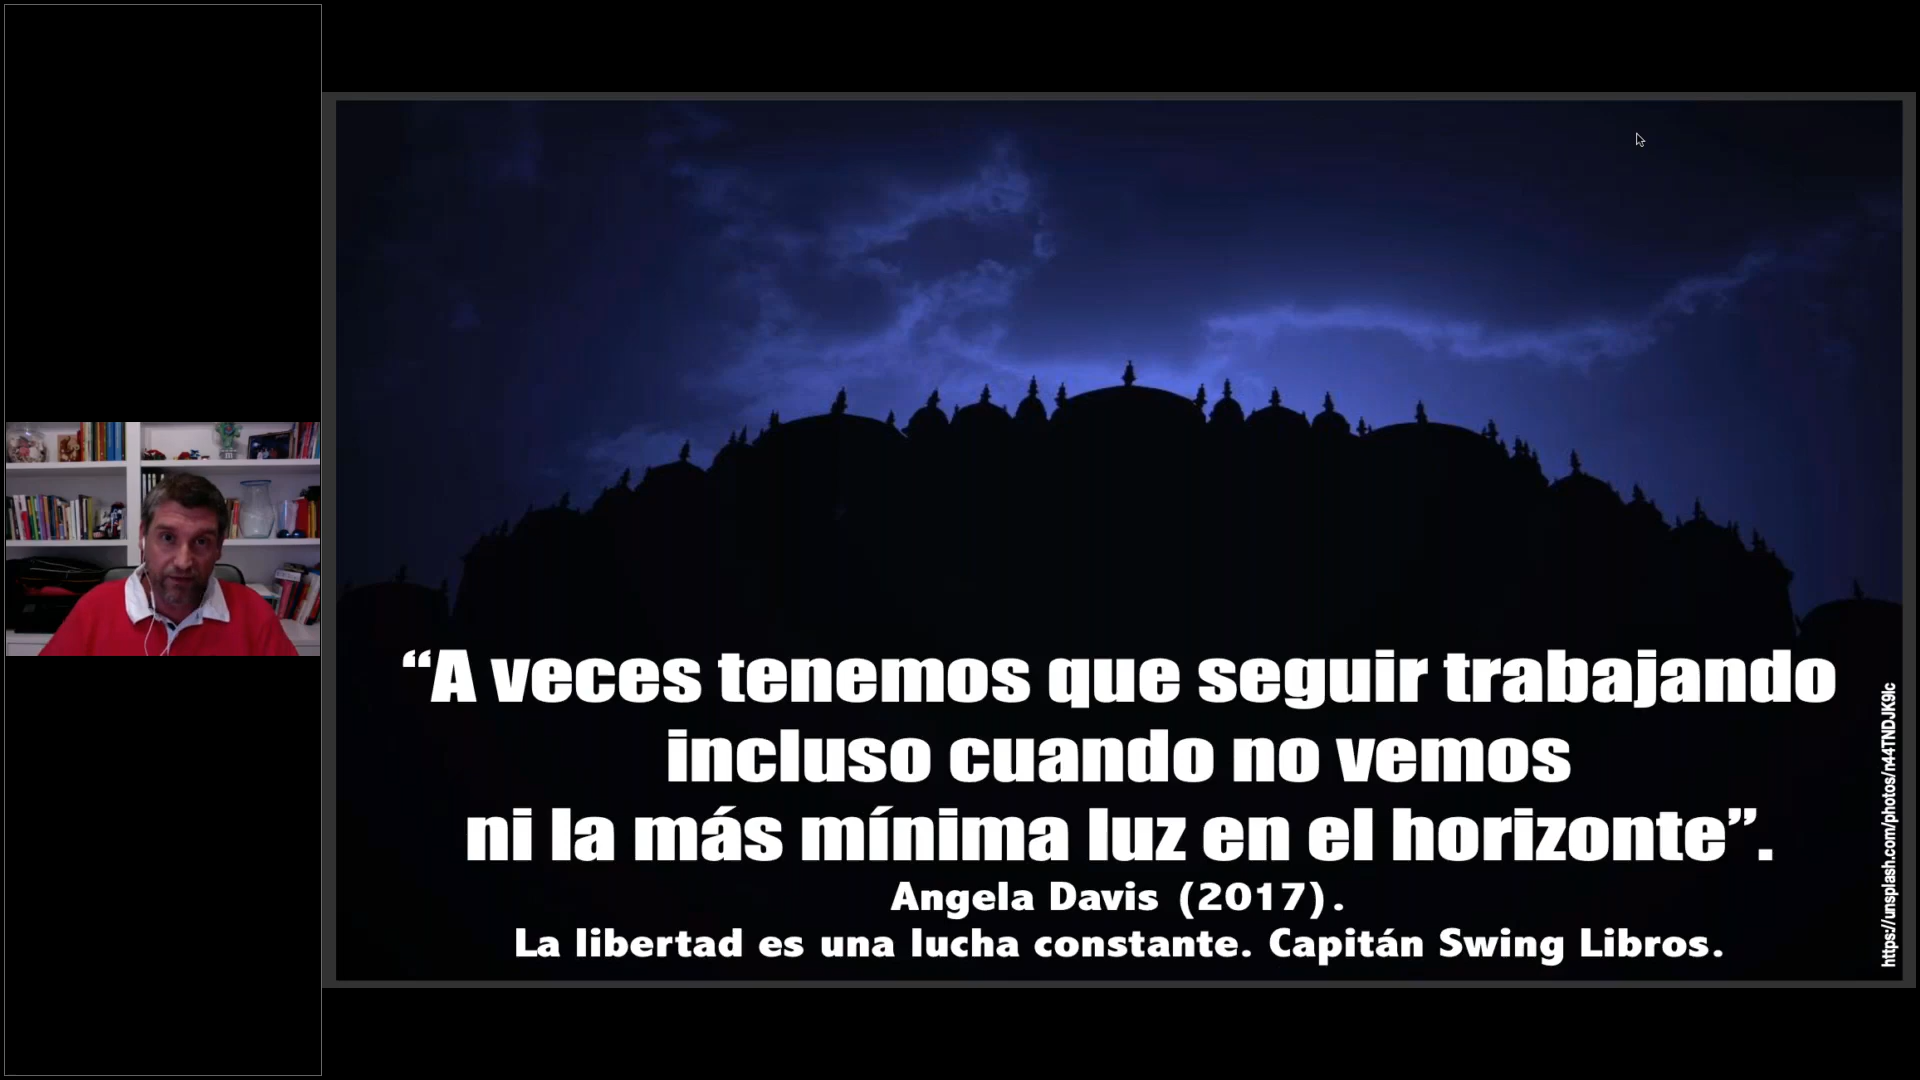 “A veces tenemos que seguir trabajando
incluso cuando no vemos
ni la más mínima luz en el horizonte”.
Angela Davis (2017).
La libertad es una lucha constante. Capitán Swing Libros.
https://unsplash.com/photos/n44TNDJK9Ic